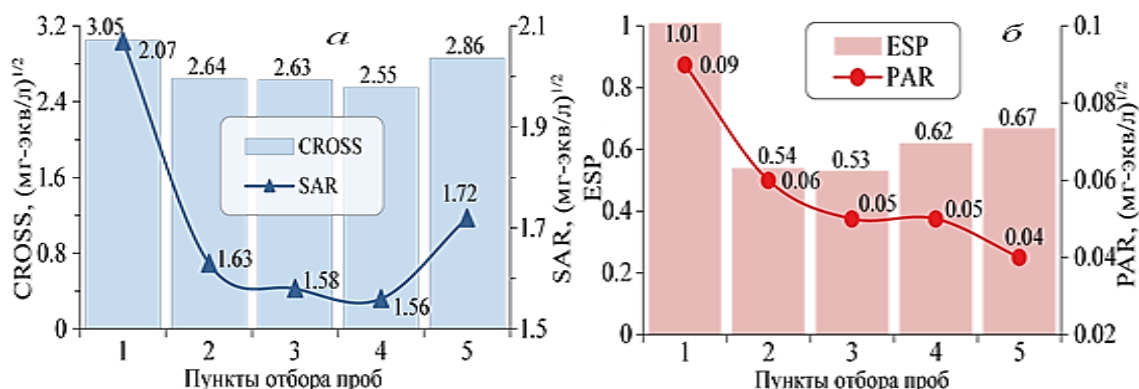 а
CROSS, (мг-экв/л)1/2
3.2
2.4
1.6
0.8
0
3.05
2.07
2.64
2.63
2.55
2.86
CROSS
SAR
1.63
1.58
1.56
1.72
2.1
1.9
1.7
1.5
SAR, (мг-экв/л)1/2
1 2 3 4 5
Пункты отбора проб
б
ESP
1
0.8
0.6
0.4
0.2
0
1.01
0.09
ESP
PAR
0.54
0.06
0.53
0.05
0.62
0.05
0.67
0.04
0.1
0.08
0.06
0.04
0.02
PAR, (мг-экв/л)1/2
1 2 3 4 5
Пункты отбора проб